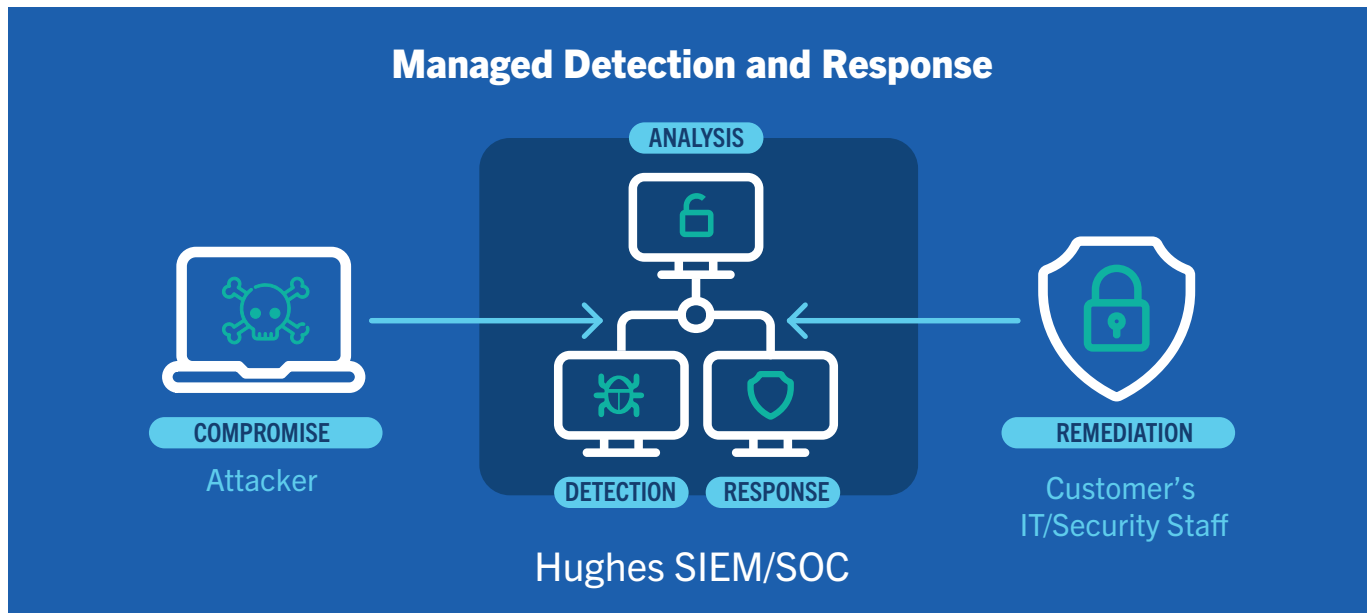 Managed Detection and Response
ANALYSIS
COMPROMISE
Attacker
DETECTION
RESPONSE
Hughes SIEM/SOC
REMEDIATION
Customer’s
IT/Security Staff